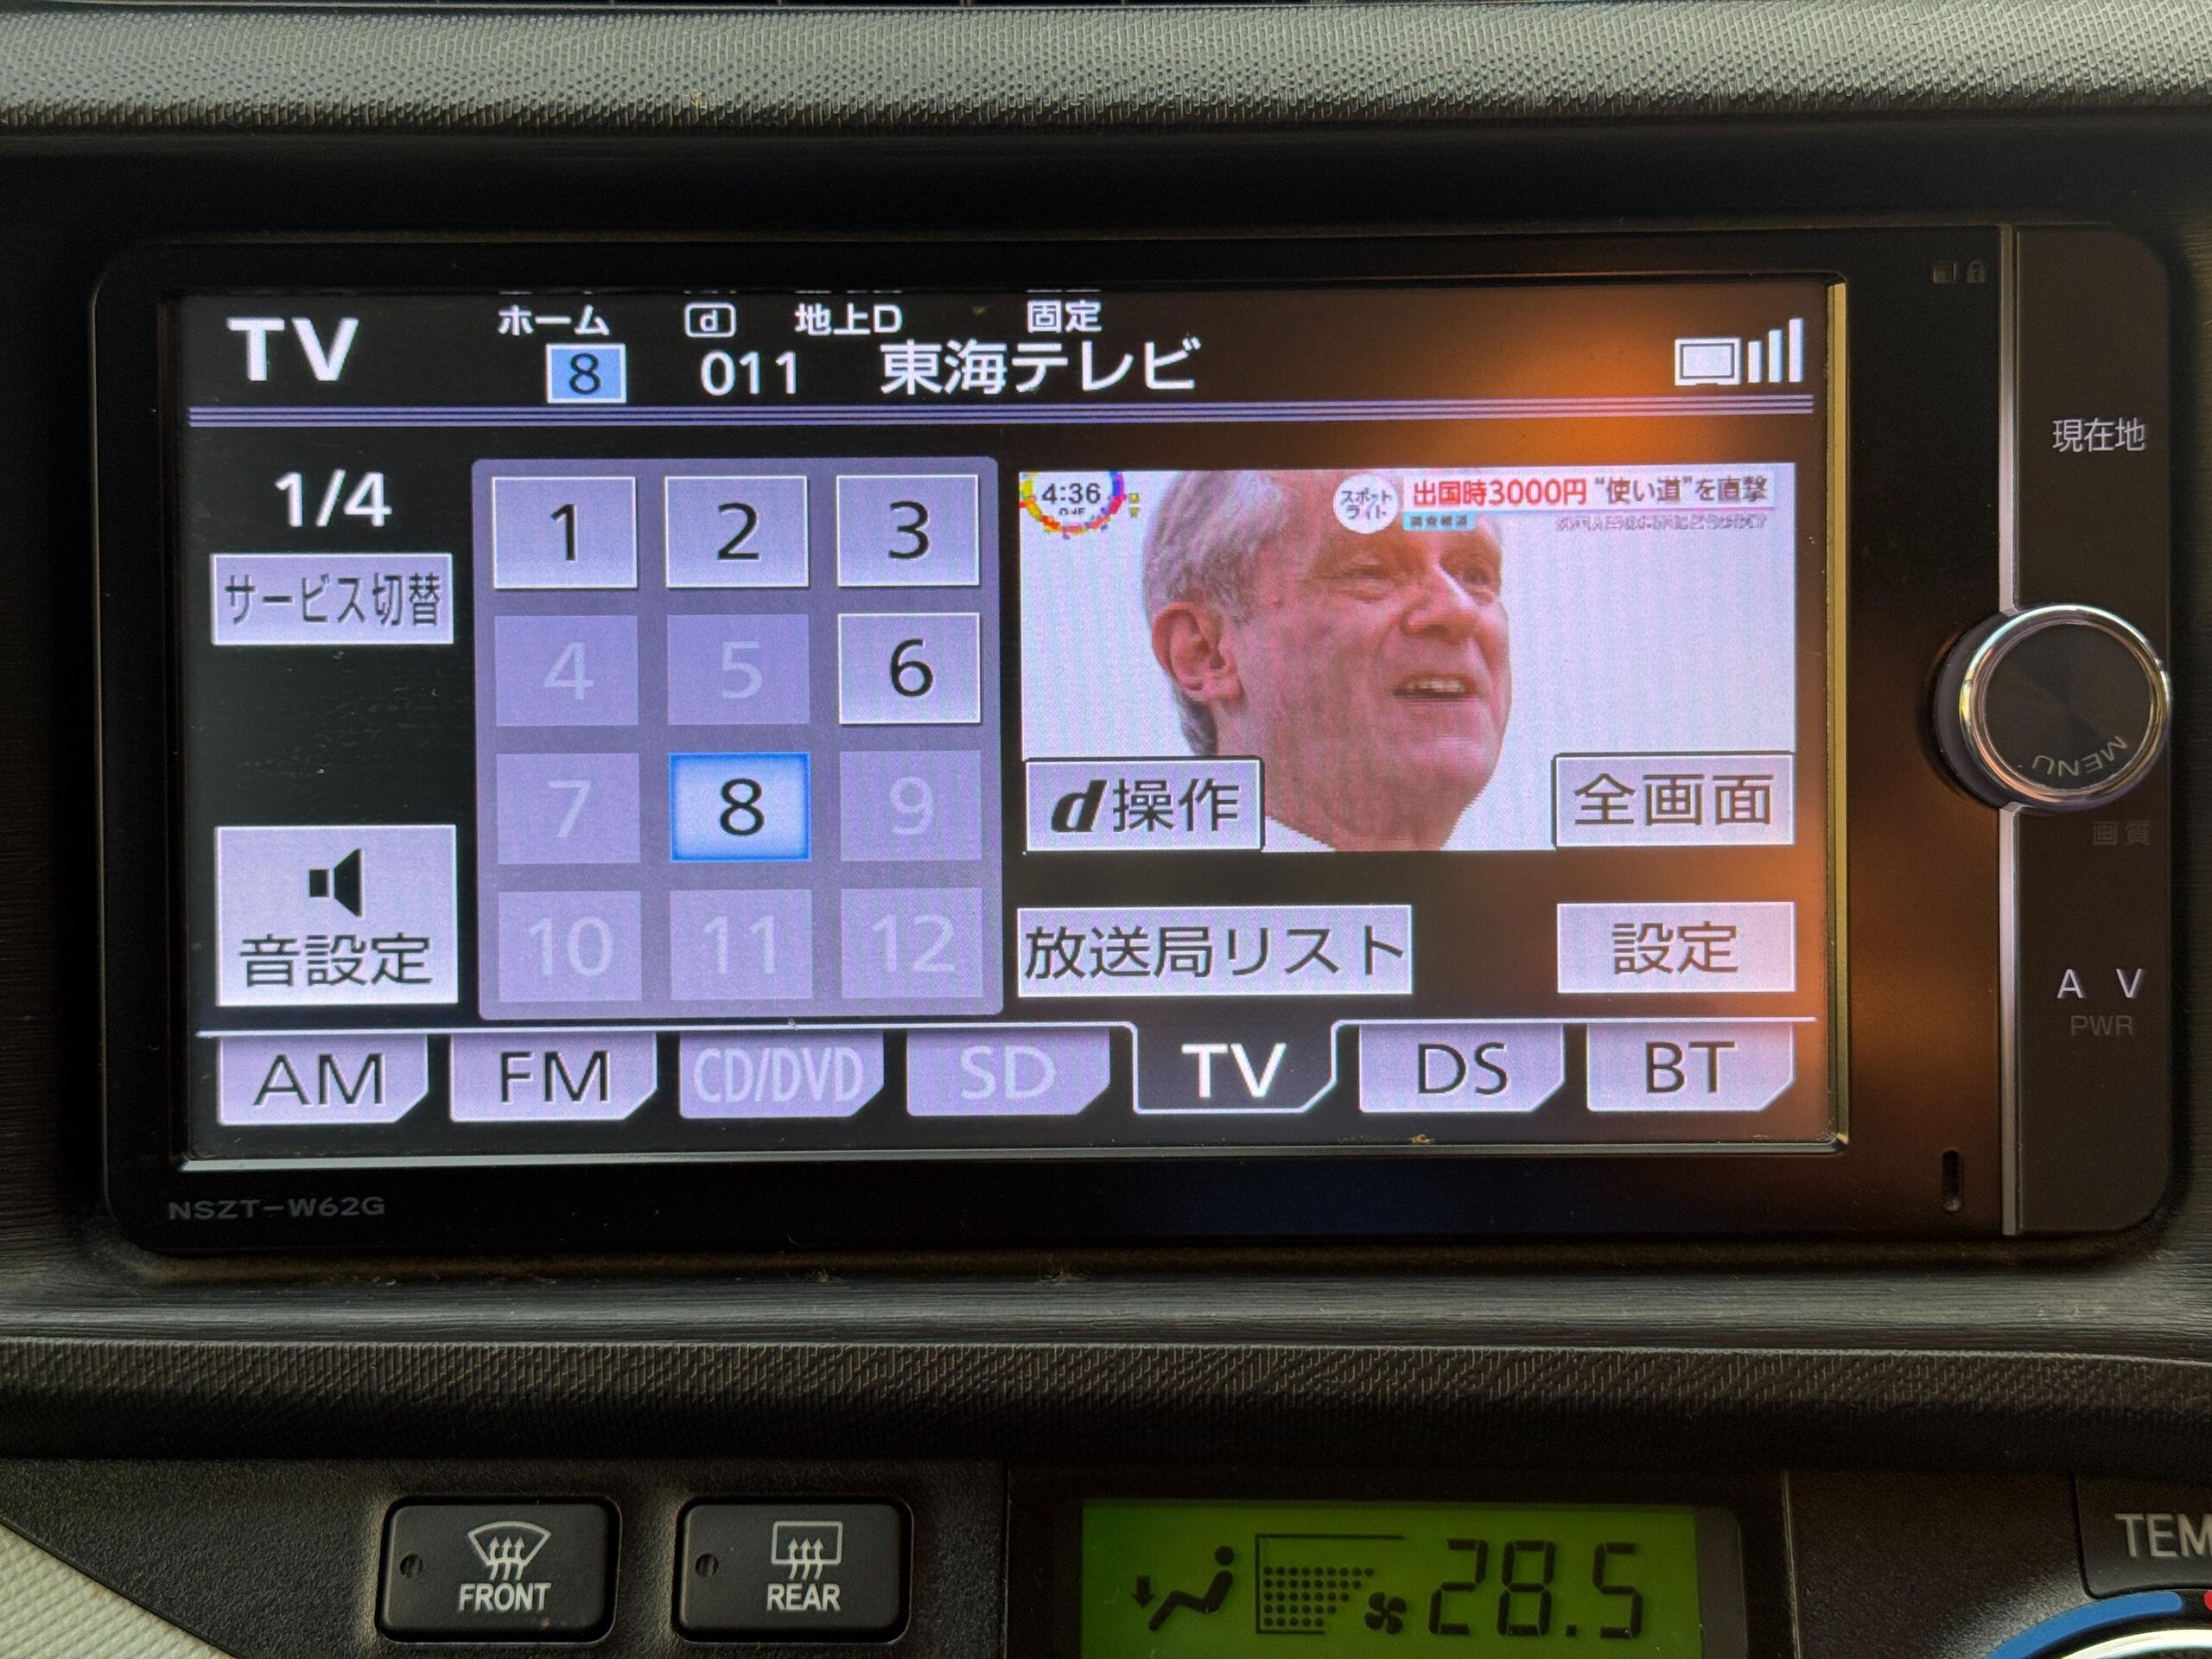 TV
ホーム d 地上D 固定
8 011 東海テレビ
1/4
サービス切替
音設定
1 2 3
4 5 6
7 8 9
10 11 12
4:36
スポット
ライト
出国時3000円"使い道"を直撃
d操作
全画面
放送局リスト
設定
AM FM CD/DVD SD TV DS BT
現在地
MENU
画質
A V
PWR
NSZT-W62G
FRONT
REAR
28.5